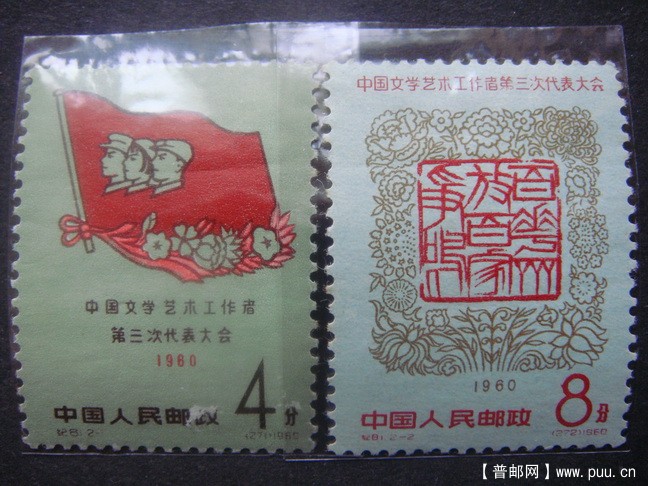 中国文学艺术工作者
第三次代表大会
1960
中国人民邮政
4分
纪81.2-1
(271)1960
中国文学艺术工作者第三次代表大会
百花齐放百家争鸣
1960
中国人民邮政
8分
纪81.2-2
(272)1960
【普邮网】www.puu.cn